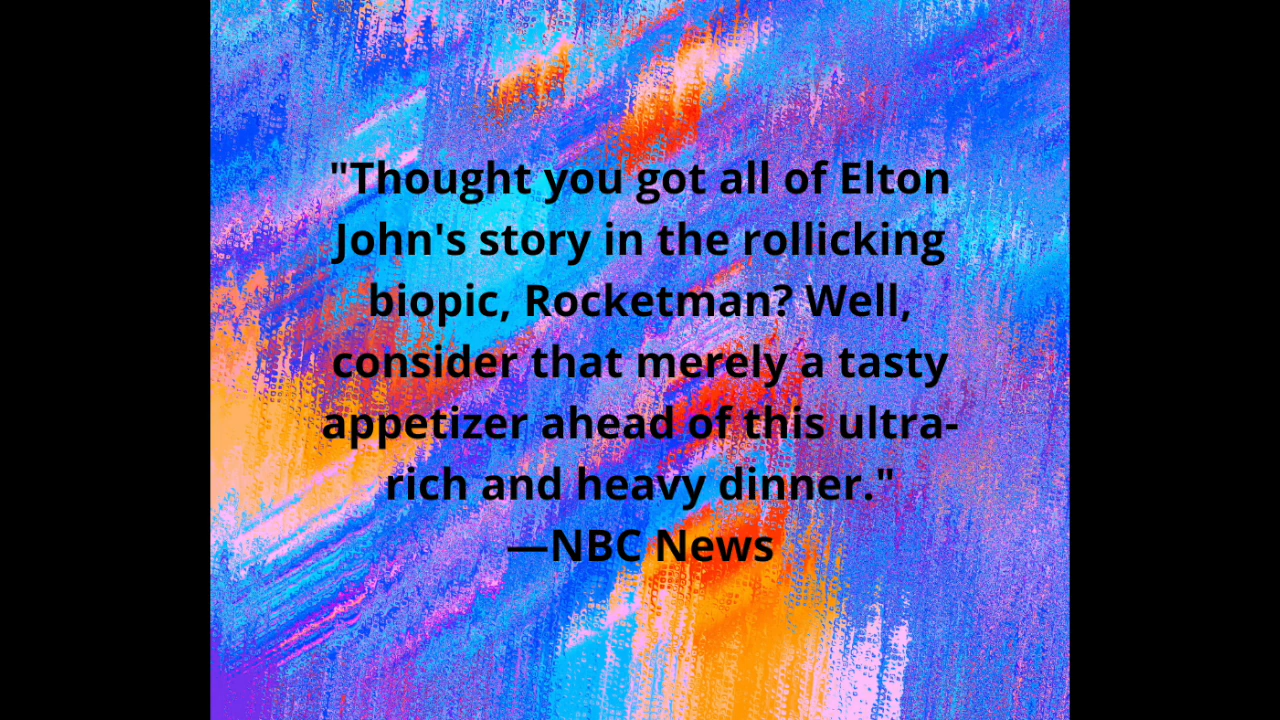 "Thought you got all of Elton
John's story in the rollicking
biopic, Rocketman? Well,
consider that merely a tasty
appetizer ahead of this ultra-
rich and heavy dinner."
—NBC News